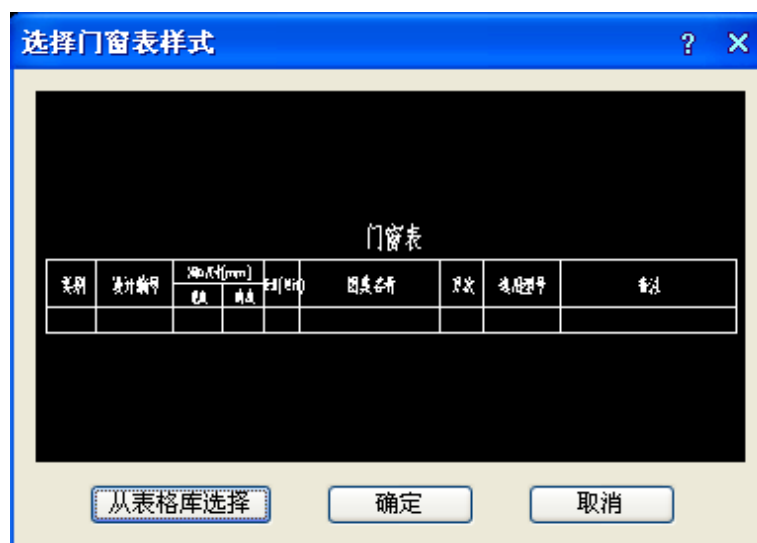 选择门窗表样式
门窗表
类别 设计编号 洞口尺寸(mm) 图集名称 页次 选用型号 备注
宽度 高度
从表格库选择 确定 取消